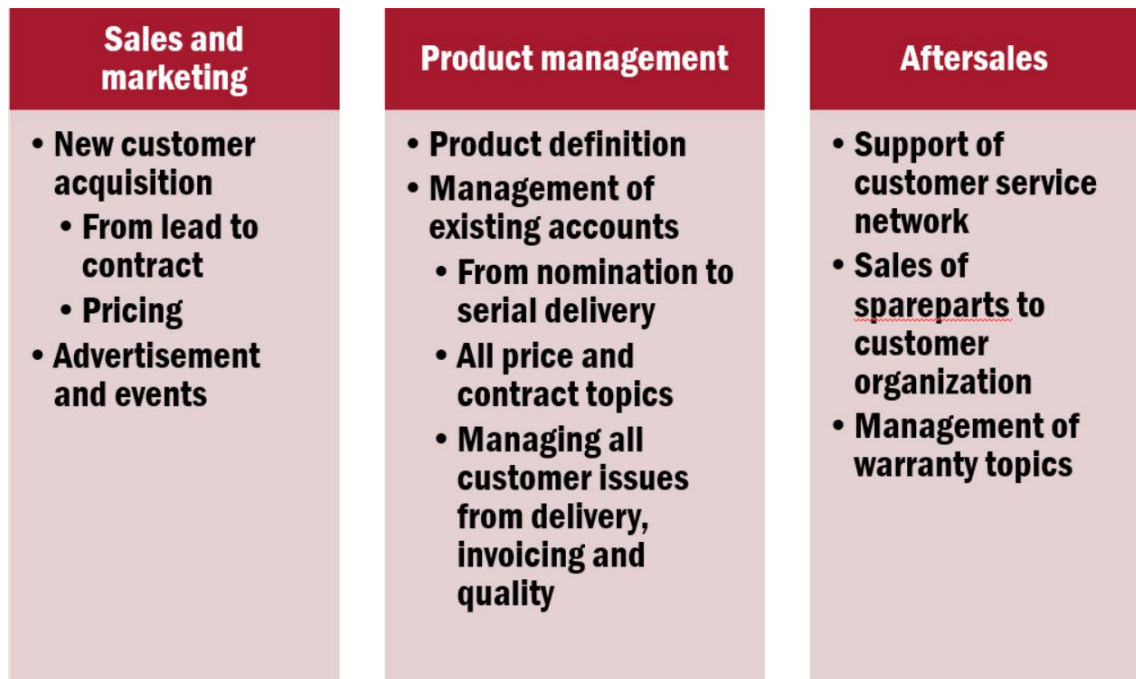 Sales and
marketing
• New customer
acquisition
• From lead to
contract
• Pricing
• Advertisement
and events
Product management
• Product definition
• Management of
existing accounts
• From nomination to
serial delivery
• All price and
contract topics
• Managing all
customer issues
from delivery,
invoicing and
quality
Aftersales
• Support of
customer service
network
• Sales of
spareparts to
customer
organization
• Management of
warranty topics